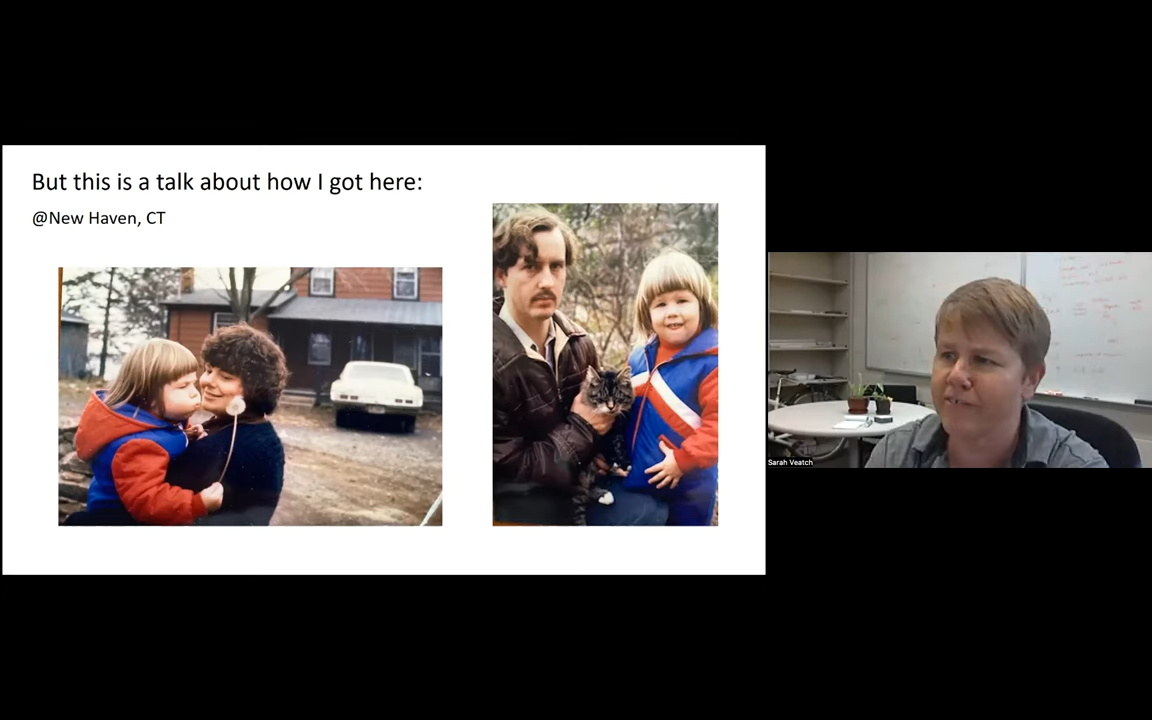 But this is a talk about how I got here:
@New Haven, CT
Sarah Veatch